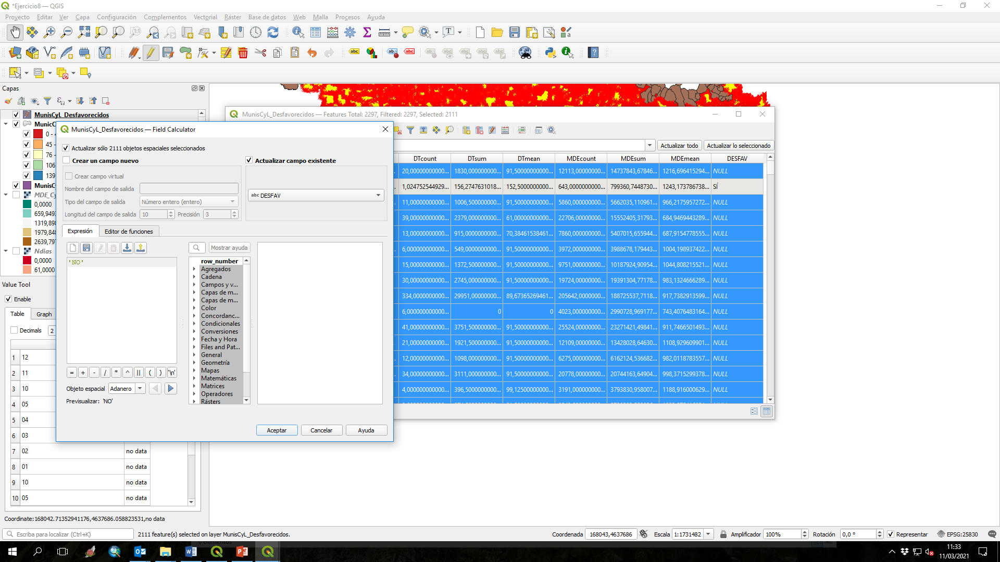 *Ejercicio8 — QGIS
Proyecto Editar Ver Capa Configuración Complementos Vectorial Ráster Base de datos Web Malla Procesos Ayuda
Capas
MunisCyL_Desfavorecidos
MunicC
0 - 4
45 -
76 -
106
139
MunisC
MDE_Cy
0,0000
659,949
1319,898
1979,848
2639,797
Ndias
0,0000
61,0000
Value Tool
Enable
Table Graph
Decimals 2
1 12
2 11
3 10
4 05
5 04
6 03
7 02 no data
8 01 no data
9 10 no data
10 05 no data
Coordinate:168042.71352941176,4637686.058823531,no data
MunisCyL_Desfavorecidos — Field Calculator
Actualizar sólo 2111 objetos espaciales seleccionados
Crear un campo nuevo
Crear campo virtual
Nombre del campo de salida
Tipo del campo de salida Número entero (entero)
Longitud del campo de salida 10 Precisión 3
Actualizar campo existente
abc DESFAV
Expresión Editor de funciones
'NO'
= + - / * ^ || ( ) '\n'
Objeto espacial Adanero
Previsualizar: 'NO'
Mostrar ayuda
row_number
Agregados
Cadena
Campos y v...
Capas de m...
Capas de m...
Color
Concordanc...
Condicionales
Conversiones
Fecha y Hora
Files and Pat...
General
Geometría
Mapas
Matemáticas
Matrices
Operadores
Rásters
Aceptar Cancelar Ayuda
MunisCyL_Desfavorecidos — Features Total: 2297, Filtered: 2297, Selected: 2111
Actualizar todo Actualizar lo seleccionado
DTcount DTsum DTmean MDEcount MDEsum MDEmean DESFAV
20,00000000000... 1830,000000000... 91,50000000000... 12113,00000000... 14737843,67846... 1216,696415294... NULL
1,024752544929... 156,2747631018... 152,5000000000... 643,0000000000... 799360,7448730... 1243,173786738... SÍ
11,00000000000... 1006,500000000... 91,50000000000... 5860,000000000... 5662035,110961... 966,2175957272... NULL
39,00000000000... 2379,000000000... 61,00000000000... 22706,00000000... 15552405,31793... 684,9469443289... NULL
13,00000000000... 915,0000000000... 70,38461538461... 7860,000000000... 5407015,655944... 687,9154778555... NULL
6,000000000000... 549,0000000000... 91,50000000000... 3972,000000000... 3988678,179443... 1004,198937422... NULL
15,00000000000... 1372,500000000... 91,50000000000... 9751,000000000... 10187924,90954... 1044,808215521... NULL
30,00000000000... 2745,000000000... 91,50000000000... 19724,00000000... 19391304,77178... 983,1324666289... NULL
334,0000000000... 29951,00000000... 89,67365269461... 205642,0000000... 188725537,7118... 917,7382913599... NULL
6,000000000000... 0 0 4023,000000000... 2990728,969177... 743,4076483164... NULL
41,00000000000... 3751,500000000... 91,50000000000... 25524,00000000... 23271421,49841... 911,7466501493... NULL
21,00000000000... 1921,500000000... 91,50000000000... 12109,00000000... 13428028,64630... 1108,929609901... NULL
12,00000000000... 1098,000000000... 91,50000000000... 6275,000000000... 6162124,536682... 982,0118783557... NULL
34,00000000000... 3111,000000000... 91,50000000000... 20778,00000000... 20744163,64904... 998,3715299378... NULL
4,000000000000... 396,5000000000... 99,12500000000... 3191,000000000... 3793830,958007... 1188,916000629... NULL
Escriba para localizar (Ctrl+K) 2111 feature(s) selected on layer MunisCyL_Desfavorecidos. Coordenada 168043,4637686 Escala 1:1731482 Amplificador 100% Rotación 0,0 ° Representar EPSG:25830
0 elementos
11:33
11/03/2021